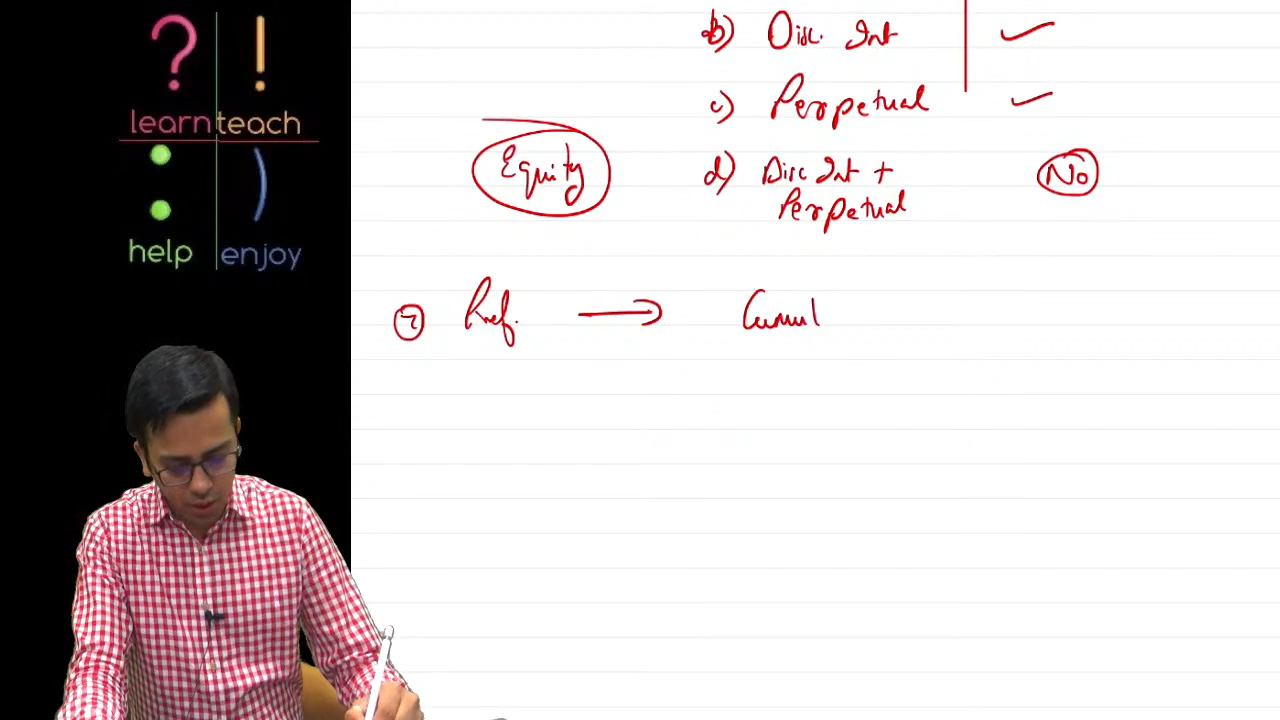 ? !
learn teach
: )
help enjoy
b) Disc. Int
c) Perpetual
Equity
d) Disc Int + No
Perpetual
7 Pref. → Cumul